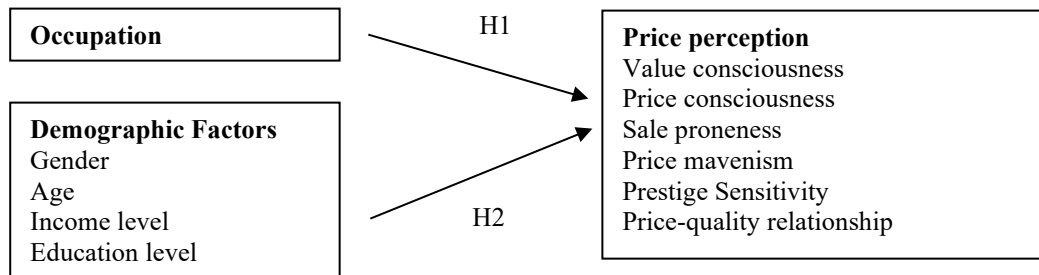 Occupation
H1
Demographic Factors
Gender
Age
Income level
Education level
H2
Price perception
Value consciousness
Price consciousness
Sale proneness
Price mavenism
Prestige Sensitivity
Price-quality relationship